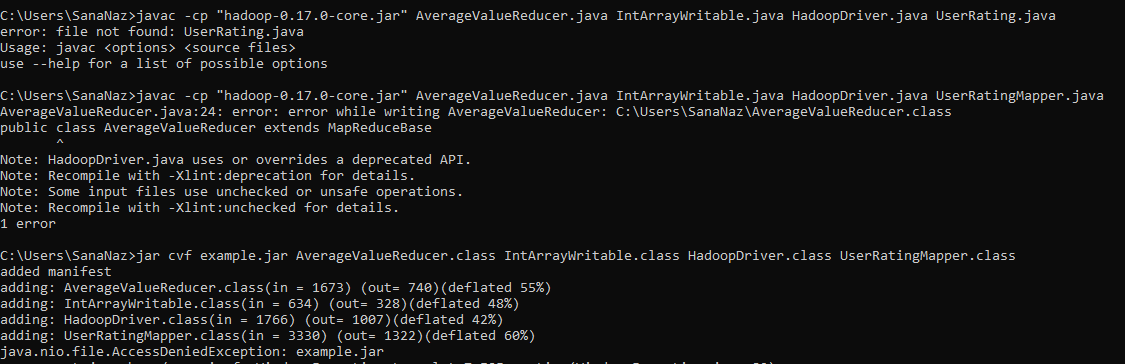 C:\Users\SanaNaz>javac -cp "hadoop-0.17.0-core.jar" AverageValueReducer.java IntArrayWritable.java HadoopDriver.java UserRating.java
error: file not found: UserRating.java
Usage: javac <options> <source files>
use --help for a list of possible options
C:\Users\SanaNaz>javac -cp "hadoop-0.17.0-core.jar" AverageValueReducer.java IntArrayWritable.java HadoopDriver.java UserRatingMapper.java
AverageValueReducer.java:24: error: error while writing AverageValueReducer: C:\Users\SanaNaz\AverageValueReducer.class
public class AverageValueReducer extends MapReduceBase
^
Note: HadoopDriver.java uses or overrides a deprecated API.
Note: Recompile with -Xlint:deprecation for details.
Note: Some input files use unchecked or unsafe operations.
Note: Recompile with -Xlint:unchecked for details.
1 error
C:\Users\SanaNaz>jar cvf example.jar AverageValueReducer.class IntArrayWritable.class HadoopDriver.class UserRatingMapper.class
added manifest
adding: AverageValueReducer.class(in = 1673) (out= 740)(deflated 55%)
adding: IntArrayWritable.class(in = 634) (out= 328)(deflated 48%)
adding: HadoopDriver.class(in = 1766) (out= 1007)(deflated 42%)
adding: UserRatingMapper.class(in = 3330) (out= 1322)(deflated 60%)
java.nio.file.AccessDeniedException: example.jar